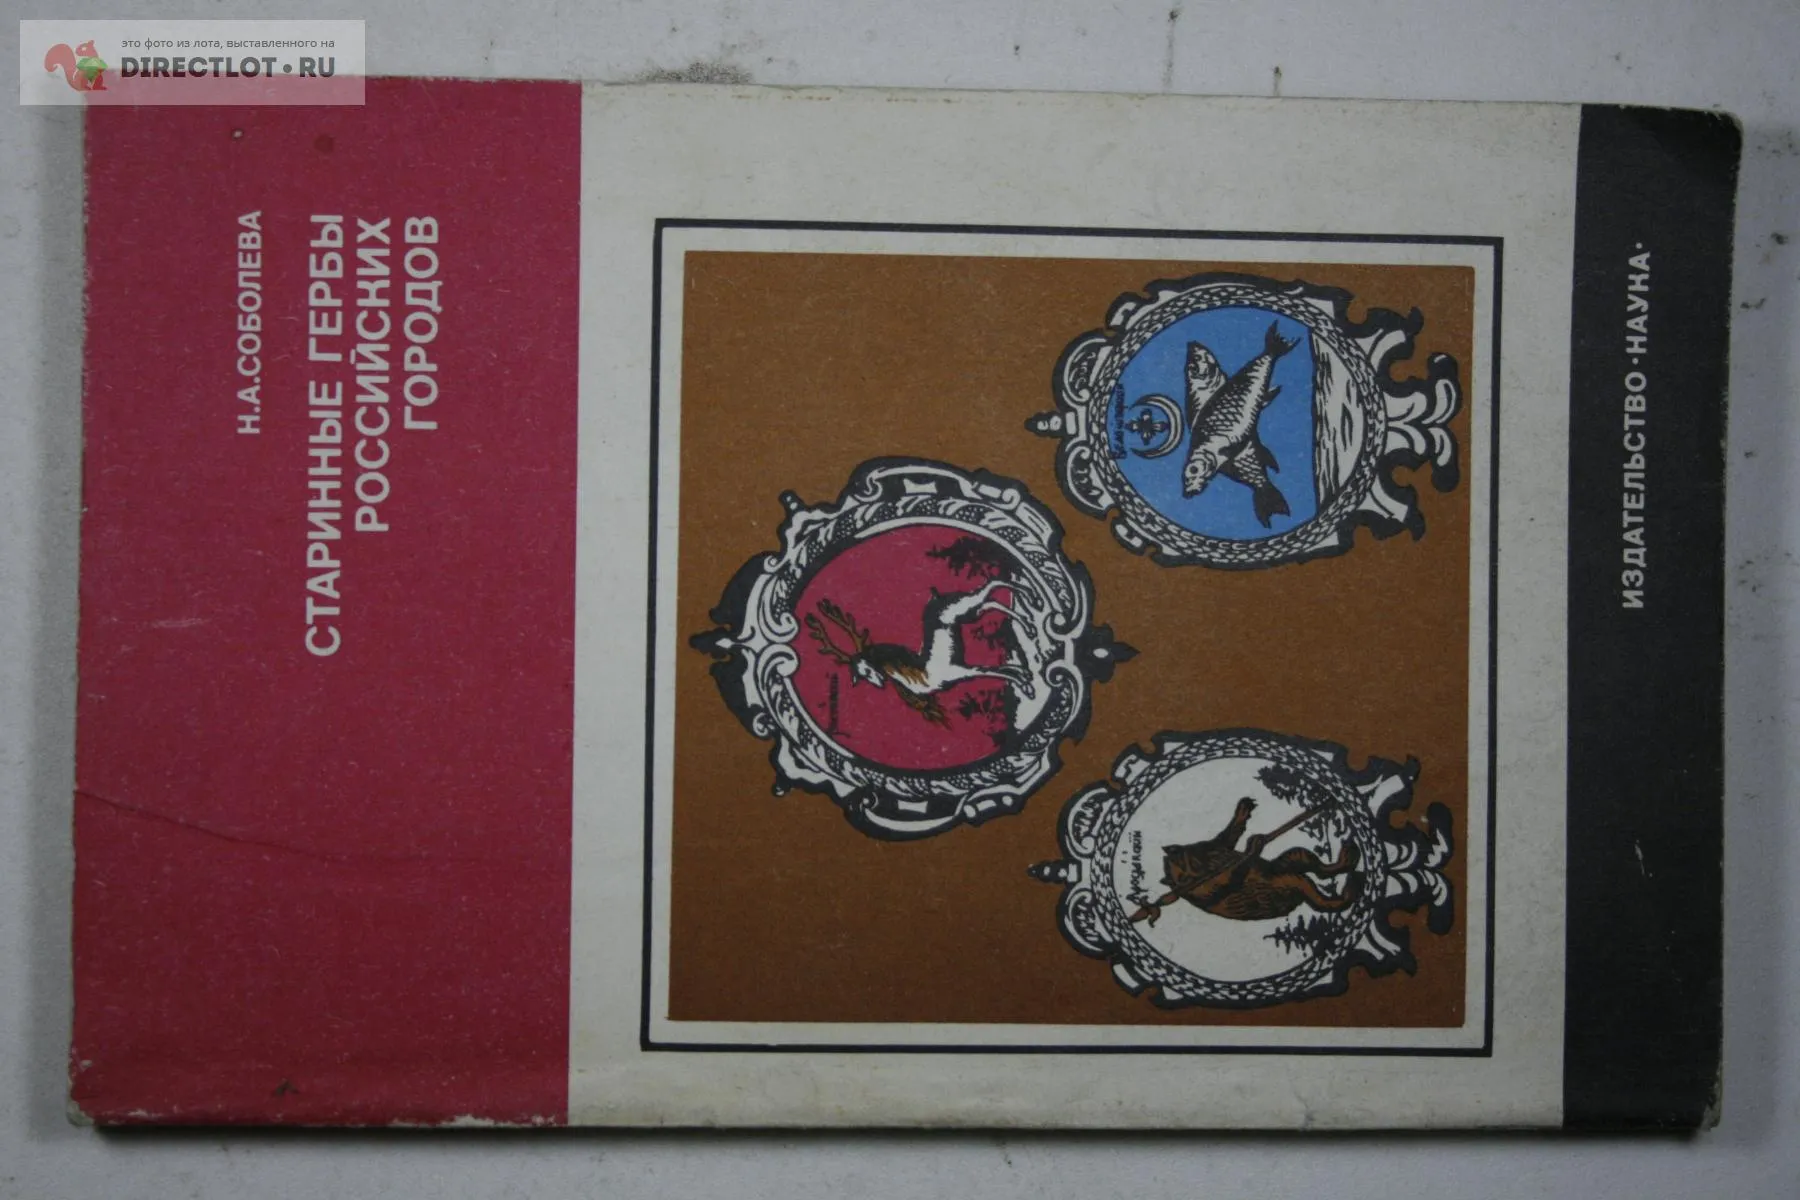 это фото из лота, выставленного на
DIRECTLOT•RU
Н.А.СОБОЛЕВА
СТАРИННЫЕ ГЕРБЫ
РОССИЙСКИХ
ГОРОДОВ
ИЗДАТЕЛЬСТВО·НАУКА·